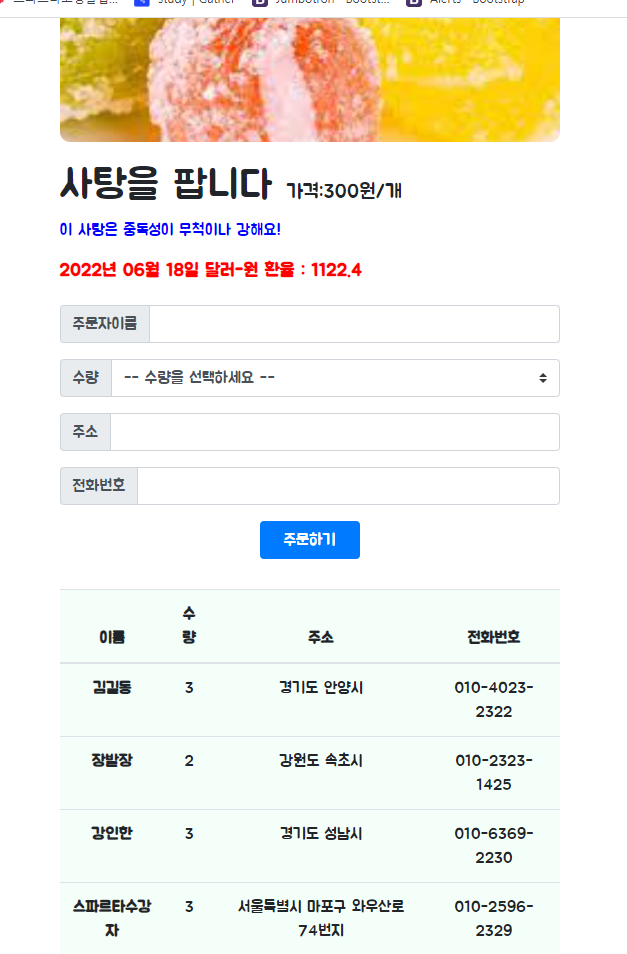 study | Gather
Jumbotron · Bootst...
Alerts · Bootstrap
사탕을 팝니다 가격:300원/개
이 사탕은 중독성이 무척이나 강해요!
2022년 06월 18일 달러-원 환율 : 1122.4
주문자이름
수량 -- 수량을 선택하세요 --
주소
전화번호
주문하기
수
이름 량 주소 전화번호
김길동 3 경기도 안양시 010-4023-
2322
장발장 2 강원도 속초시 010-2323-
1425
강인한 3 경기도 성남시 010-6369-
2230
스파르타수강 3 서울특별시 마포구 와우산로 010-2596-
자 74번지 2329